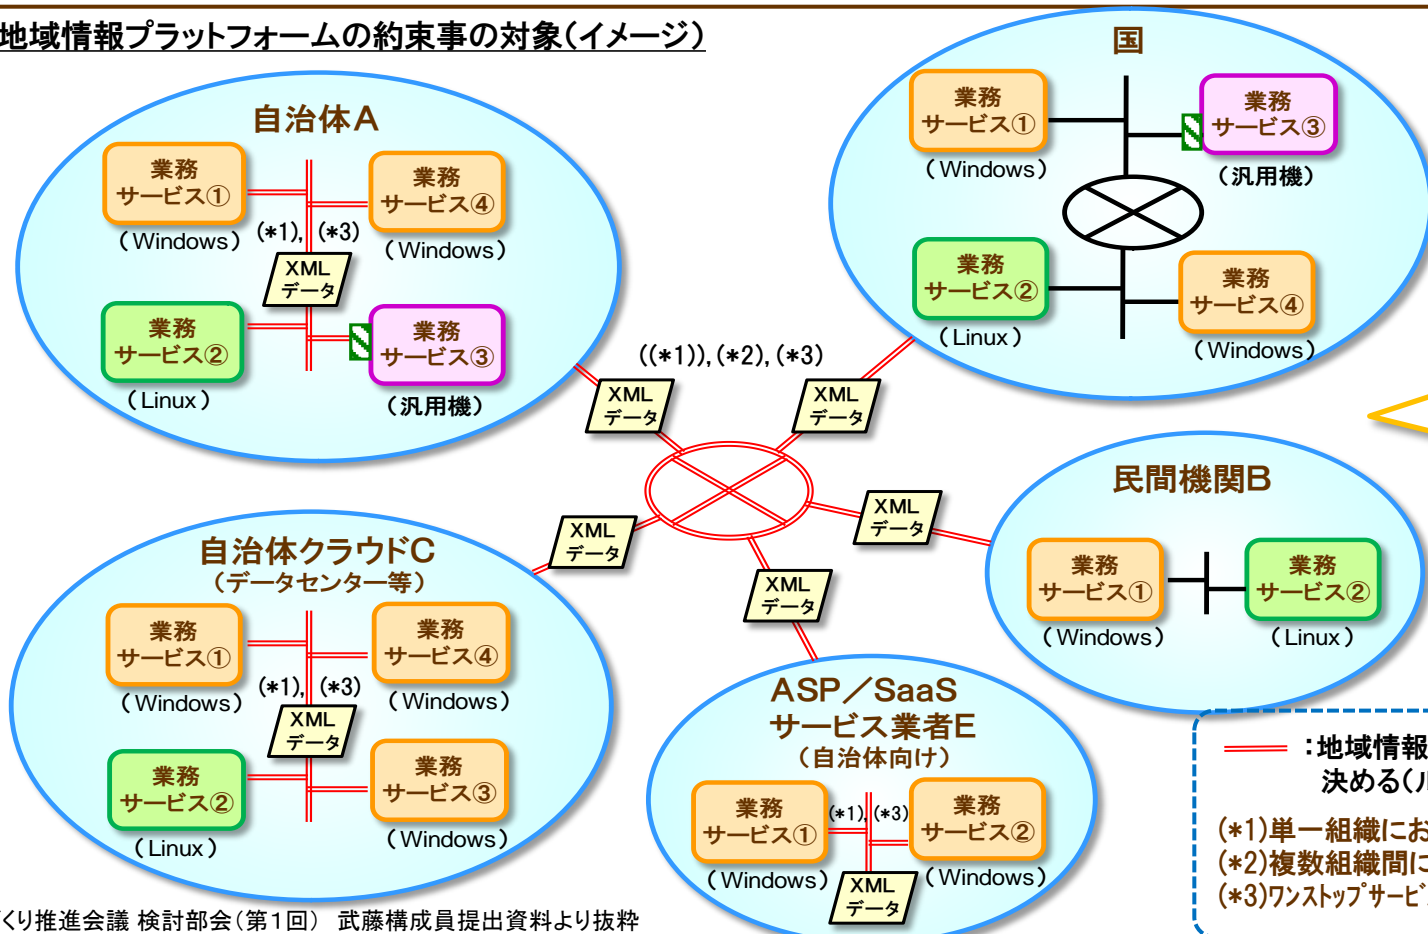 地域情報プラットフォームの約束事の対象（イメージ）
自治体A
業務
サービス①
（Windows）
業務
サービス④
（Windows）
(*1), (*3)
XML
データ
業務
サービス②
（Linux）
業務
サービス③
（汎用機）
国
業務
サービス①
（Windows）
業務
サービス③
（汎用機）
業務
サービス②
（Linux）
業務
サービス④
（Windows）
((*1)), (*2), (*3)
XML
データ
XML
データ
XML
データ
XML
データ
XML
データ
民間機関B
業務
サービス①
（Windows）
業務
サービス②
（Linux）
自治体クラウドC
（データセンター等）
業務
サービス①
（Windows）
業務
サービス④
（Windows）
(*1), (*3)
XML
データ
業務
サービス②
（Linux）
業務
サービス③
（Windows）
ASP／SaaS
サービス業者E
（自治体向け）
業務
サービス①
（Windows）
(*1), (*3)
業務
サービス②
（Windows）
XML
データ
：地域情報
決める（
(*1)単一組織にお
(*2)複数組織間に
(*3)ワンストップサービ
くり推進会議 検討部会（第１回）　武藤構成員提出資料より抜粋